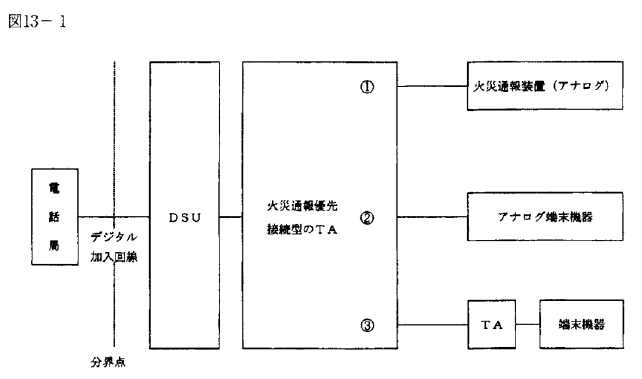 図13－1
①
火災通報装置（アナログ）
電
話
局
DSU
火災通報優先
接続型のTA
②
アナログ端末機器
デジタル
加入回線
③
TA
端末機器
分界点